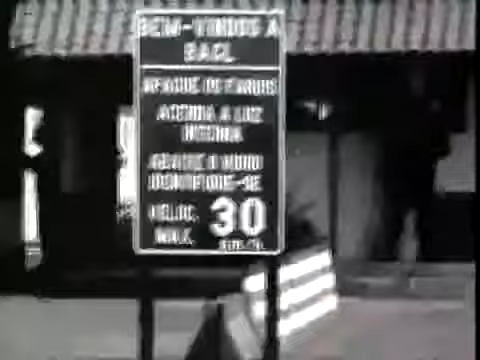 BEM-VINDOS A
BACL
APAGUE OS FAROIS
ACENDA A LUZ
INTERNA
ABAIXE O VIDRO
IDENTIFIQUE-SE
VELOC. 30
MAX.